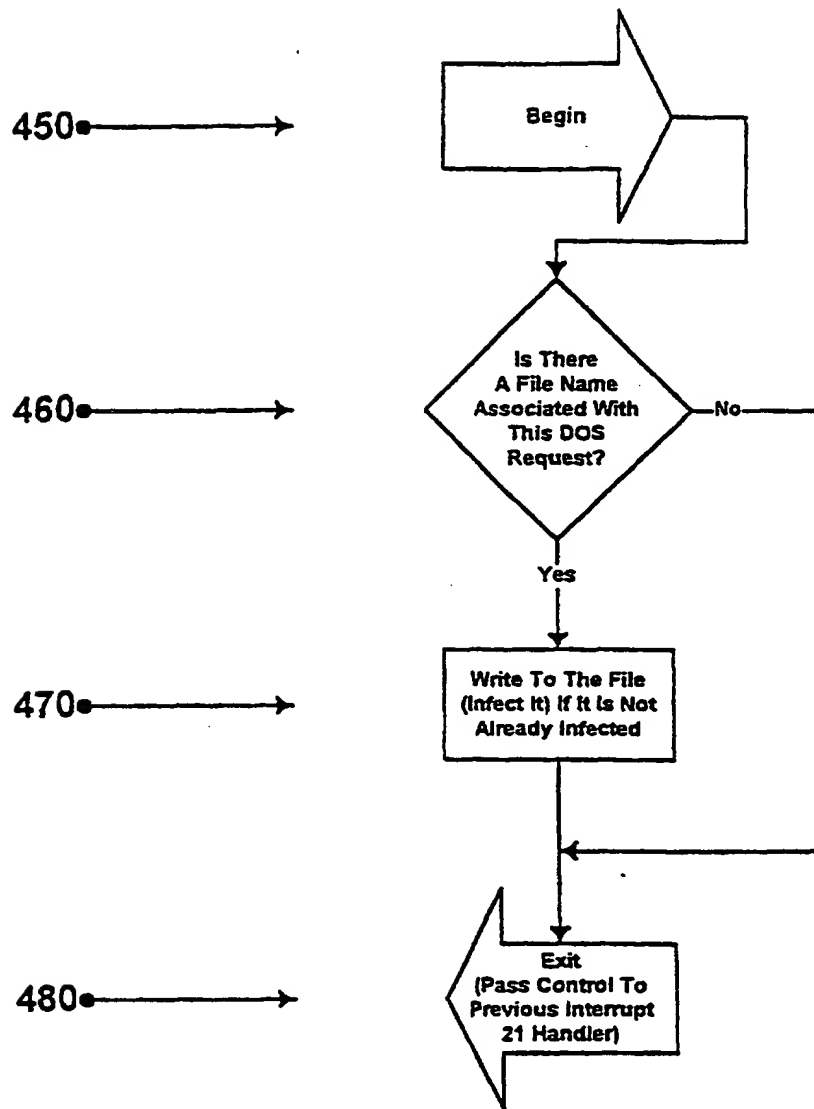 450
Begin
460
Is There
A File Name
Associated With
This DOS
Request?
No
Yes
470
Write To The File
(Infect It) If It Is Not
Already Infected
480
Exit
(Pass Control To
Previous Interrupt
21 Handler)